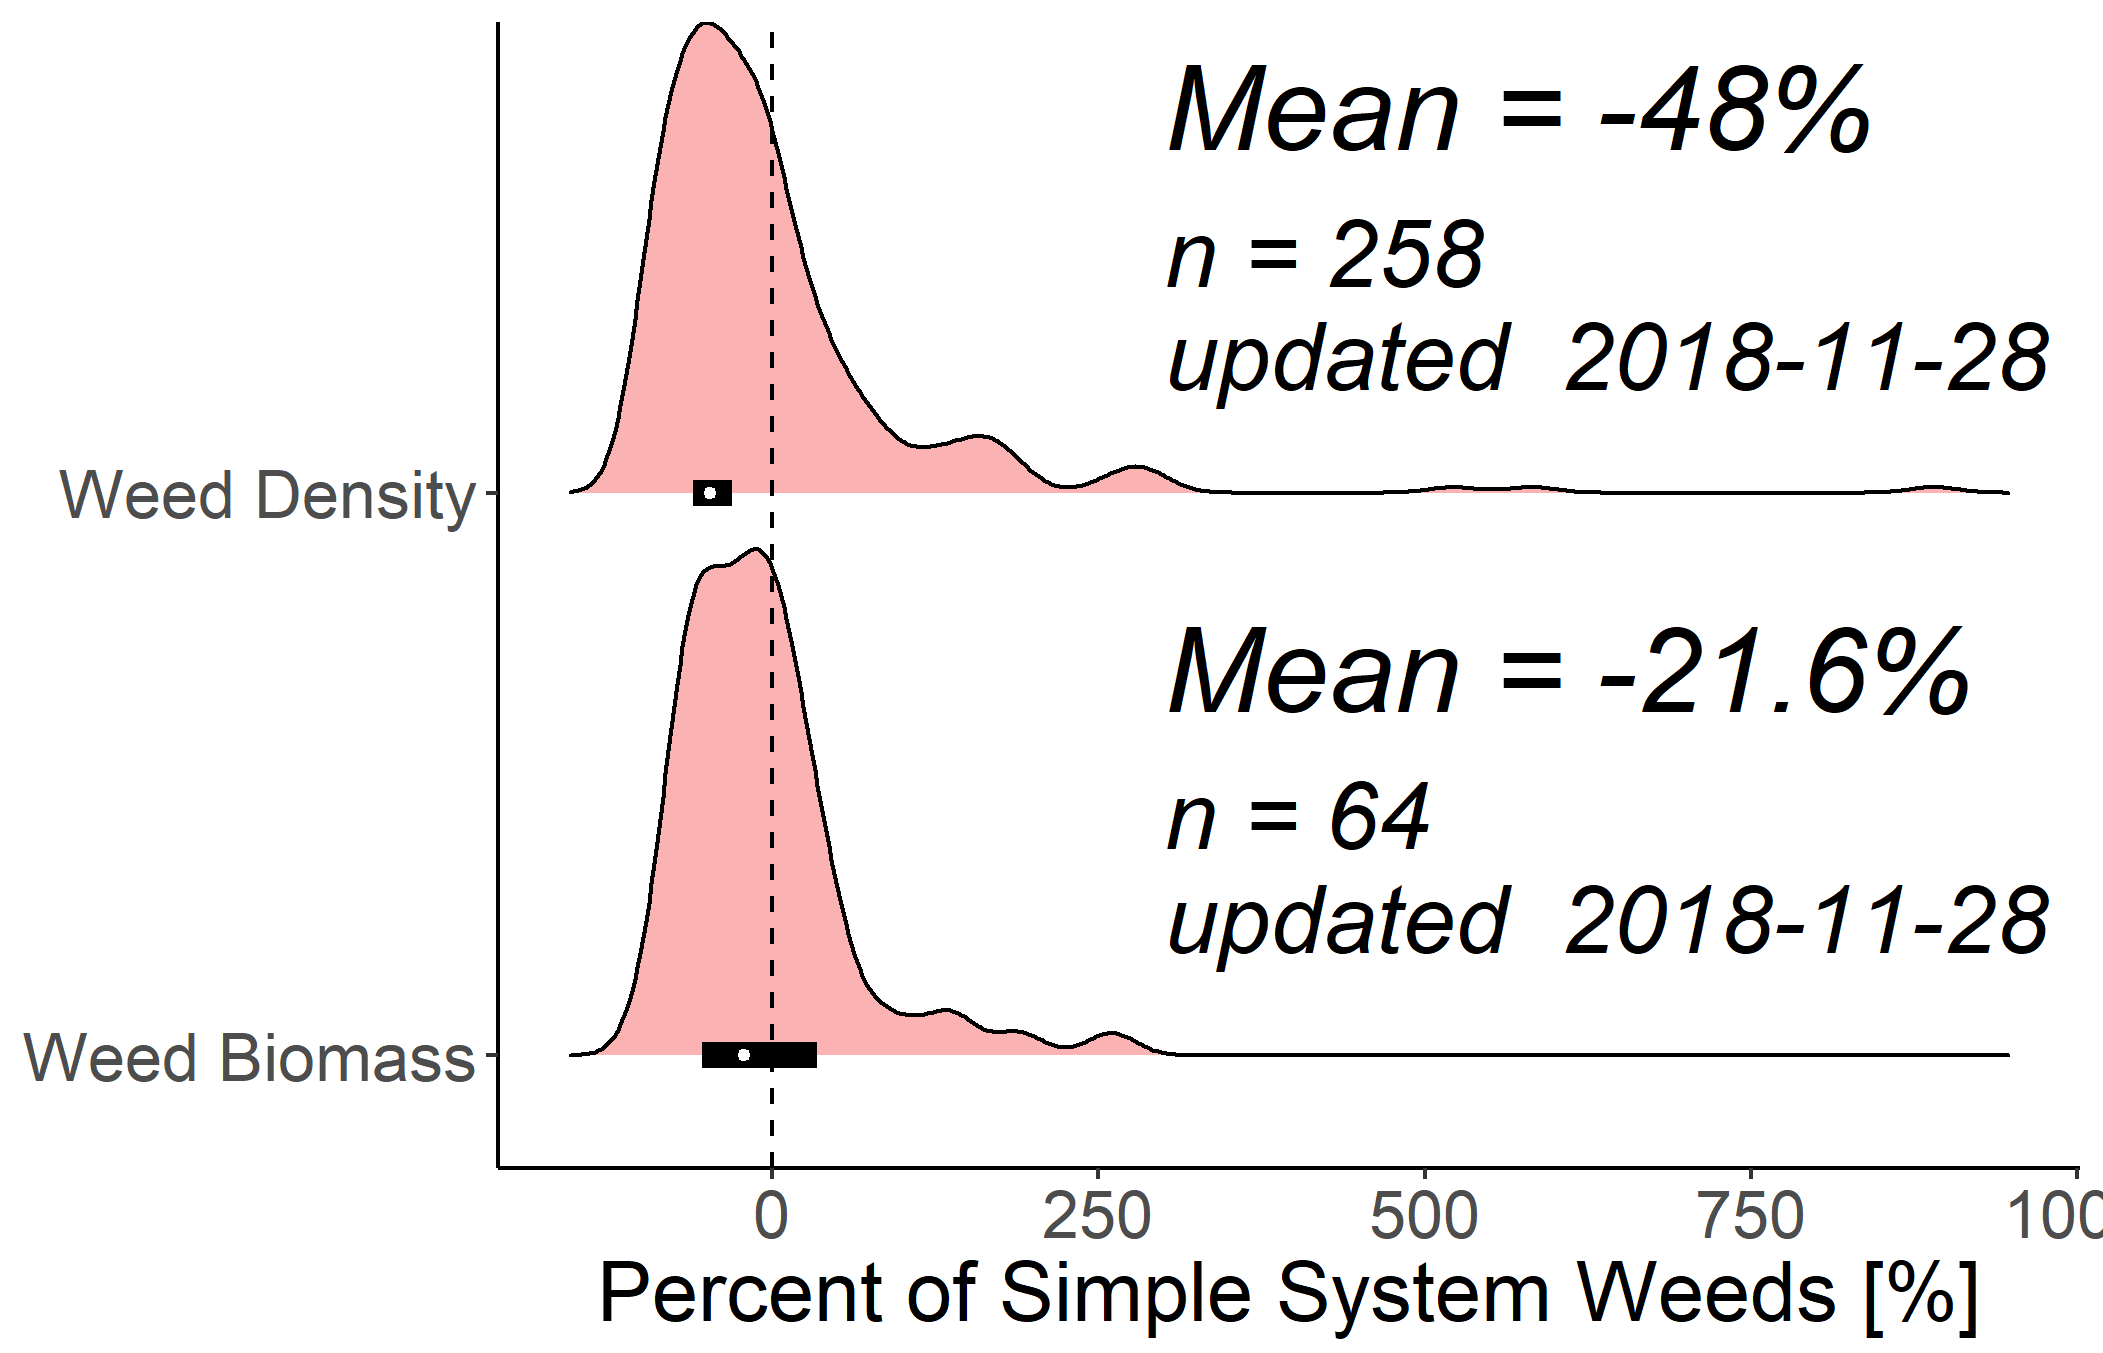 Mean = -48%
n = 258
updated  2018-11-28
Weed Density
Mean = -21.6%
n = 64
updated  2018-11-28
Weed Biomass
0 250 500 750 100
Percent of Simple System Weeds [%]